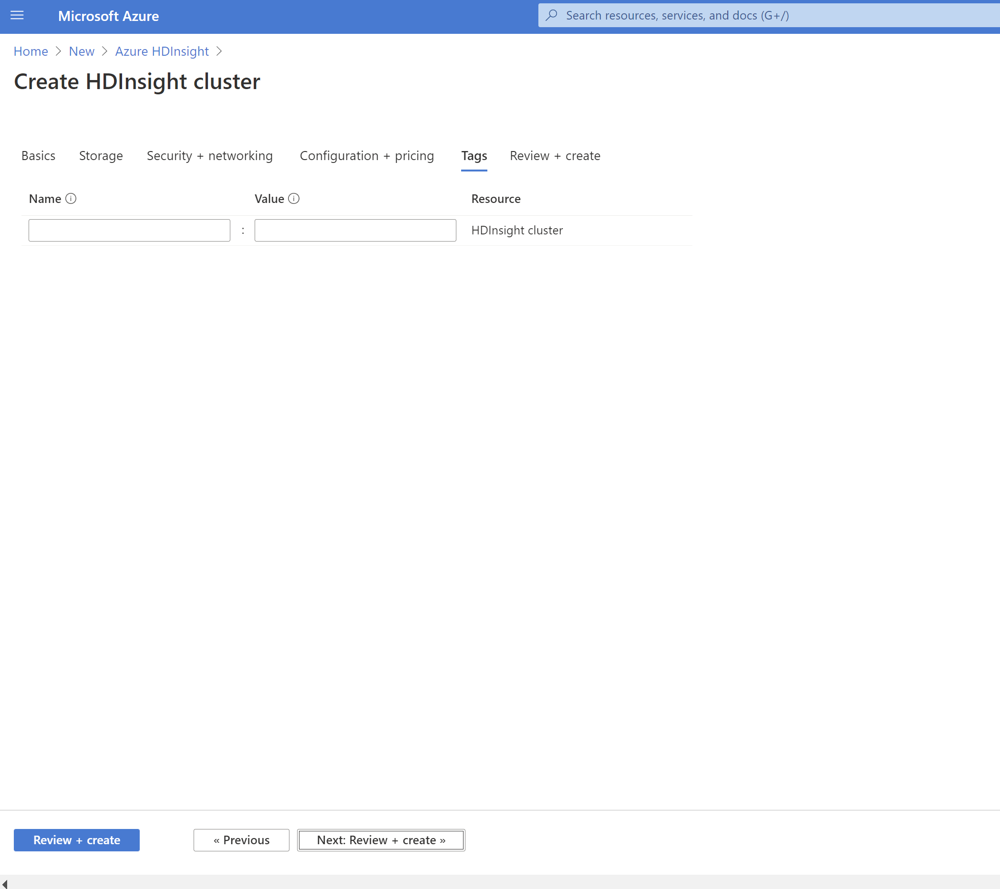 Microsoft Azure
Search resources, services, and docs (G+/)
Home > New > Azure HDInsight >
Create HDInsight cluster
Basics Storage Security + networking Configuration + pricing Tags Review + create
Name Value Resource
: HDInsight cluster
Review + create « Previous Next: Review + create »